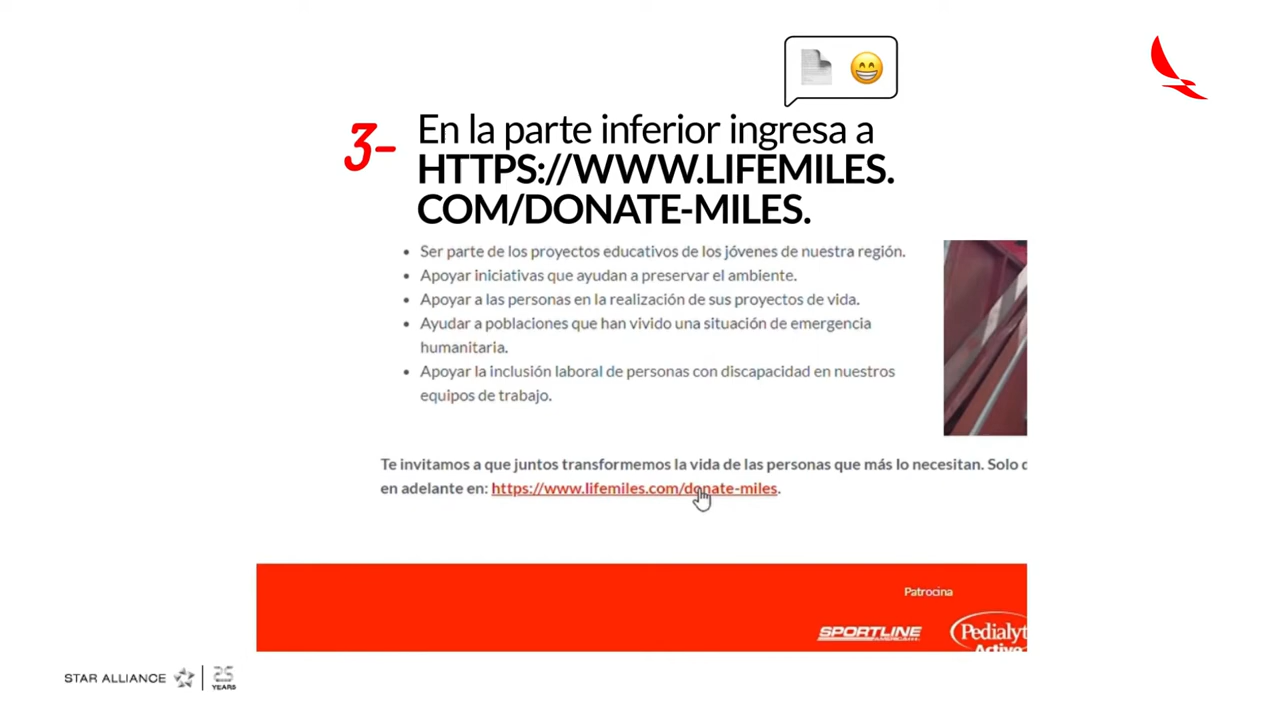 3-
En la parte inferior ingresa a
HTTPS://WWW.LIFEMILES.
COM/DONATE-MILES.
Ser parte de los proyectos educativos de los jóvenes de nuestra región.
Apoyar iniciativas que ayudan a preservar el ambiente.
Apoyar a las personas en la realización de sus proyectos de vida.
Ayudar a poblaciones que han vivido una situación de emergencia
humanitaria.
Apoyar la inclusión laboral de personas con discapacidad en nuestros
equipos de trabajo.
Te invitamos a que juntos transformemos la vida de las personas que más lo necesitan. Solo
en adelante en: https://www.lifemiles.com/donate-miles.
Patrocina
SPORTLINE
Pedialyt
Active
STAR ALLIANCE
25
YEARS